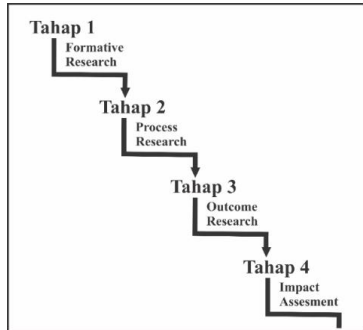 Tahap 1
Formative
Research
Tahap 2
Process
Research
Tahap 3
Outcome
Research
Tahap 4
Impact
Assesment